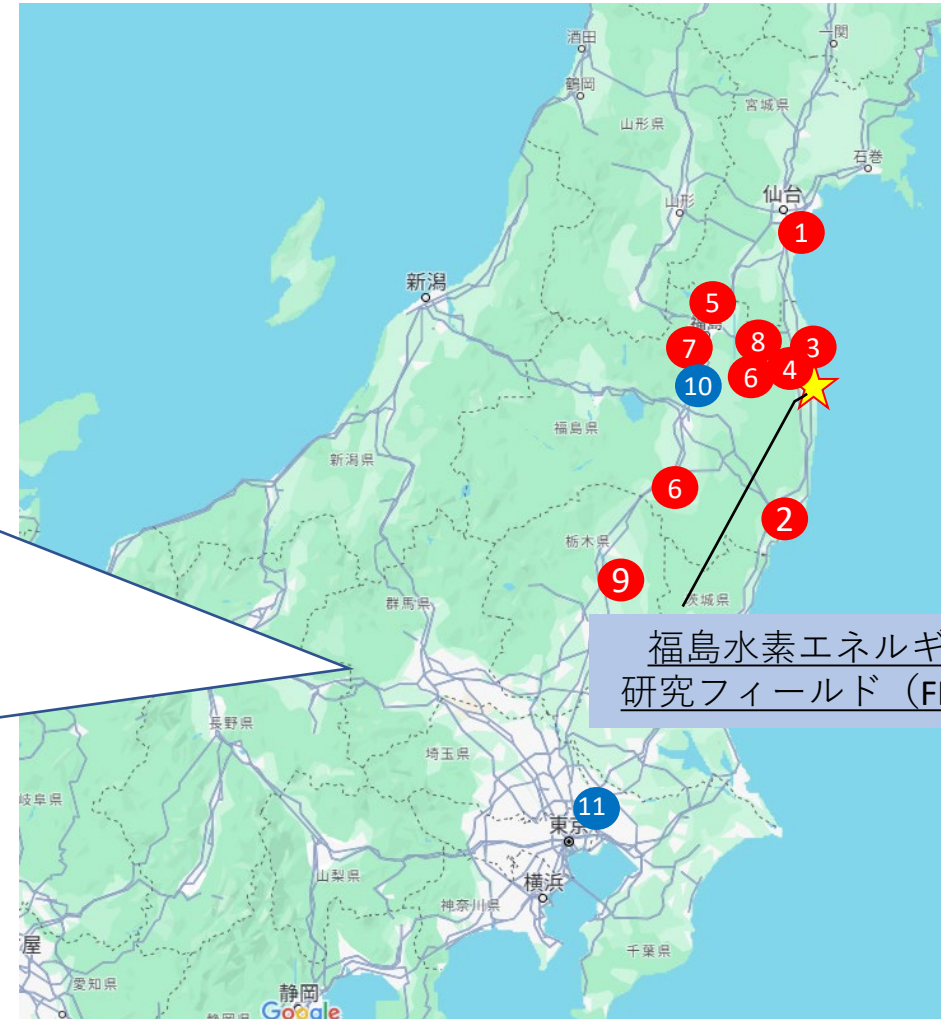 酒田
一関
鶴岡
宮城県
山形県
石巻
仙台
山形
1
新潟
5
福島
8
3
7
4
6
10
福島県
新潟県
6
2
栃木県
9
茨城県
群馬県
福島水素エネルギ
研究フィールド（F
長野県
埼玉県
岐阜県
11
東京
山梨県
横浜
神奈川県
屋
千葉県
愛知県
静岡
静岡県
Google